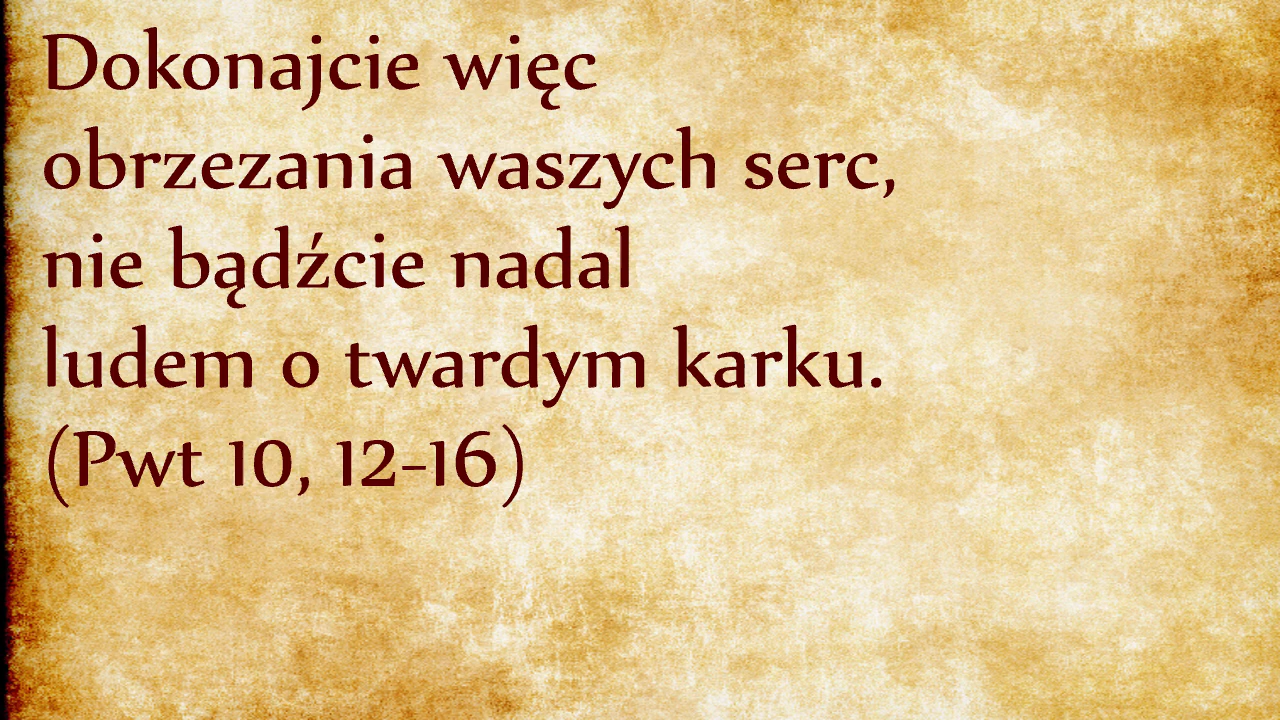 Dokonajcie więc
obrzezania waszych serc,
nie bądźcie nadal
ludem o twardym karku.
(Pwt 10, 12-16)